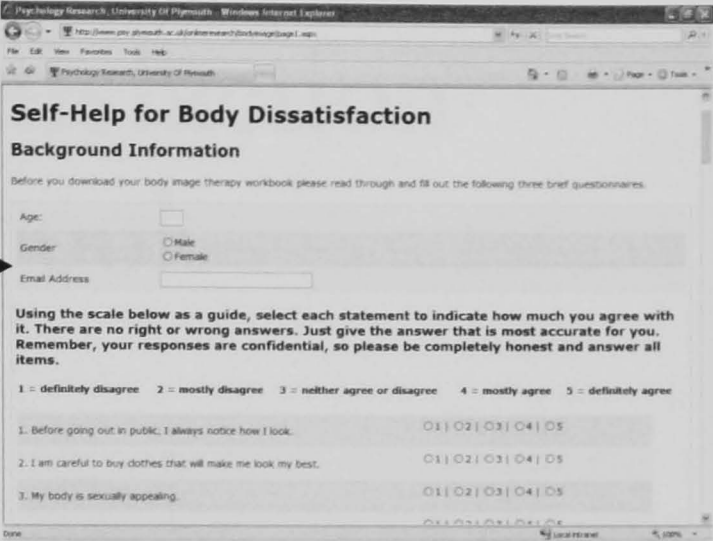 Psychology Research, University Of Plymouth - Windows Internet Explorer
File Edit View Favorites Tools Help
Psychology Research, University Of Plymouth
Page Tools
Self-Help for Body Dissatisfaction
Background Information
Before you download your body image therapy workbook please read through and fill out the following three brief questionnaires.
Age:
Gender
Male
Female
Email Address
Using the scale below as a guide, select each statement to indicate how much you agree with
it. There are no right or wrong answers. Just give the answer that is most accurate for you.
Remember, your responses are confidential, so please be completely honest and answer all
items.
1 = definitely disagree 2 = mostly disagree 3 = neither agree or disagree 4 = mostly agree 5 = definitely agree
1. Before going out in public, I always notice how I look.
1 | 2 | 3 | 4 | 5
2. I am careful to buy clothes that will make me look my best.
1 | 2 | 3 | 4 | 5
3. My body is sexually appealing.
1 | 2 | 3 | 4 | 5
Done
Local intranet
100%